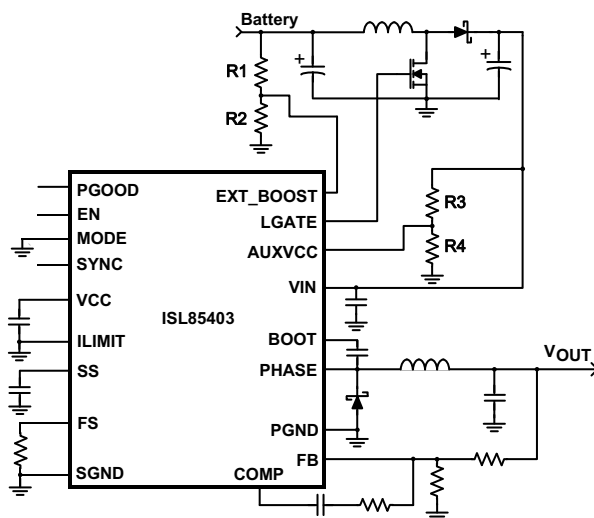 Battery
+
+
R1
R2
PGOOD
EXT_BOOST
EN
LGATE
R3
MODE
AUXVCC
R4
SYNC
VIN
VCC
ISL85403
BOOT
ILIMIT
VOUT
SS
PHASE
FS
PGND
FB
SGND
COMP